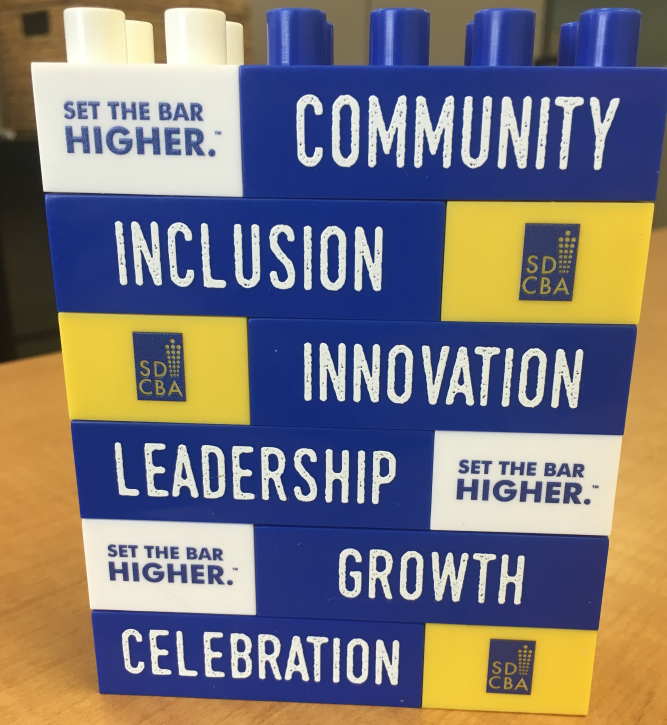 SET THE BAR
HIGHER.™
COMMUNITY
INCLUSION
SD
CBA
SD
CBA
INNOVATION
LEADERSHIP
SET THE BAR
HIGHER.™
SET THE BAR
HIGHER.™
GROWTH
CELEBRATION
SD
CBA